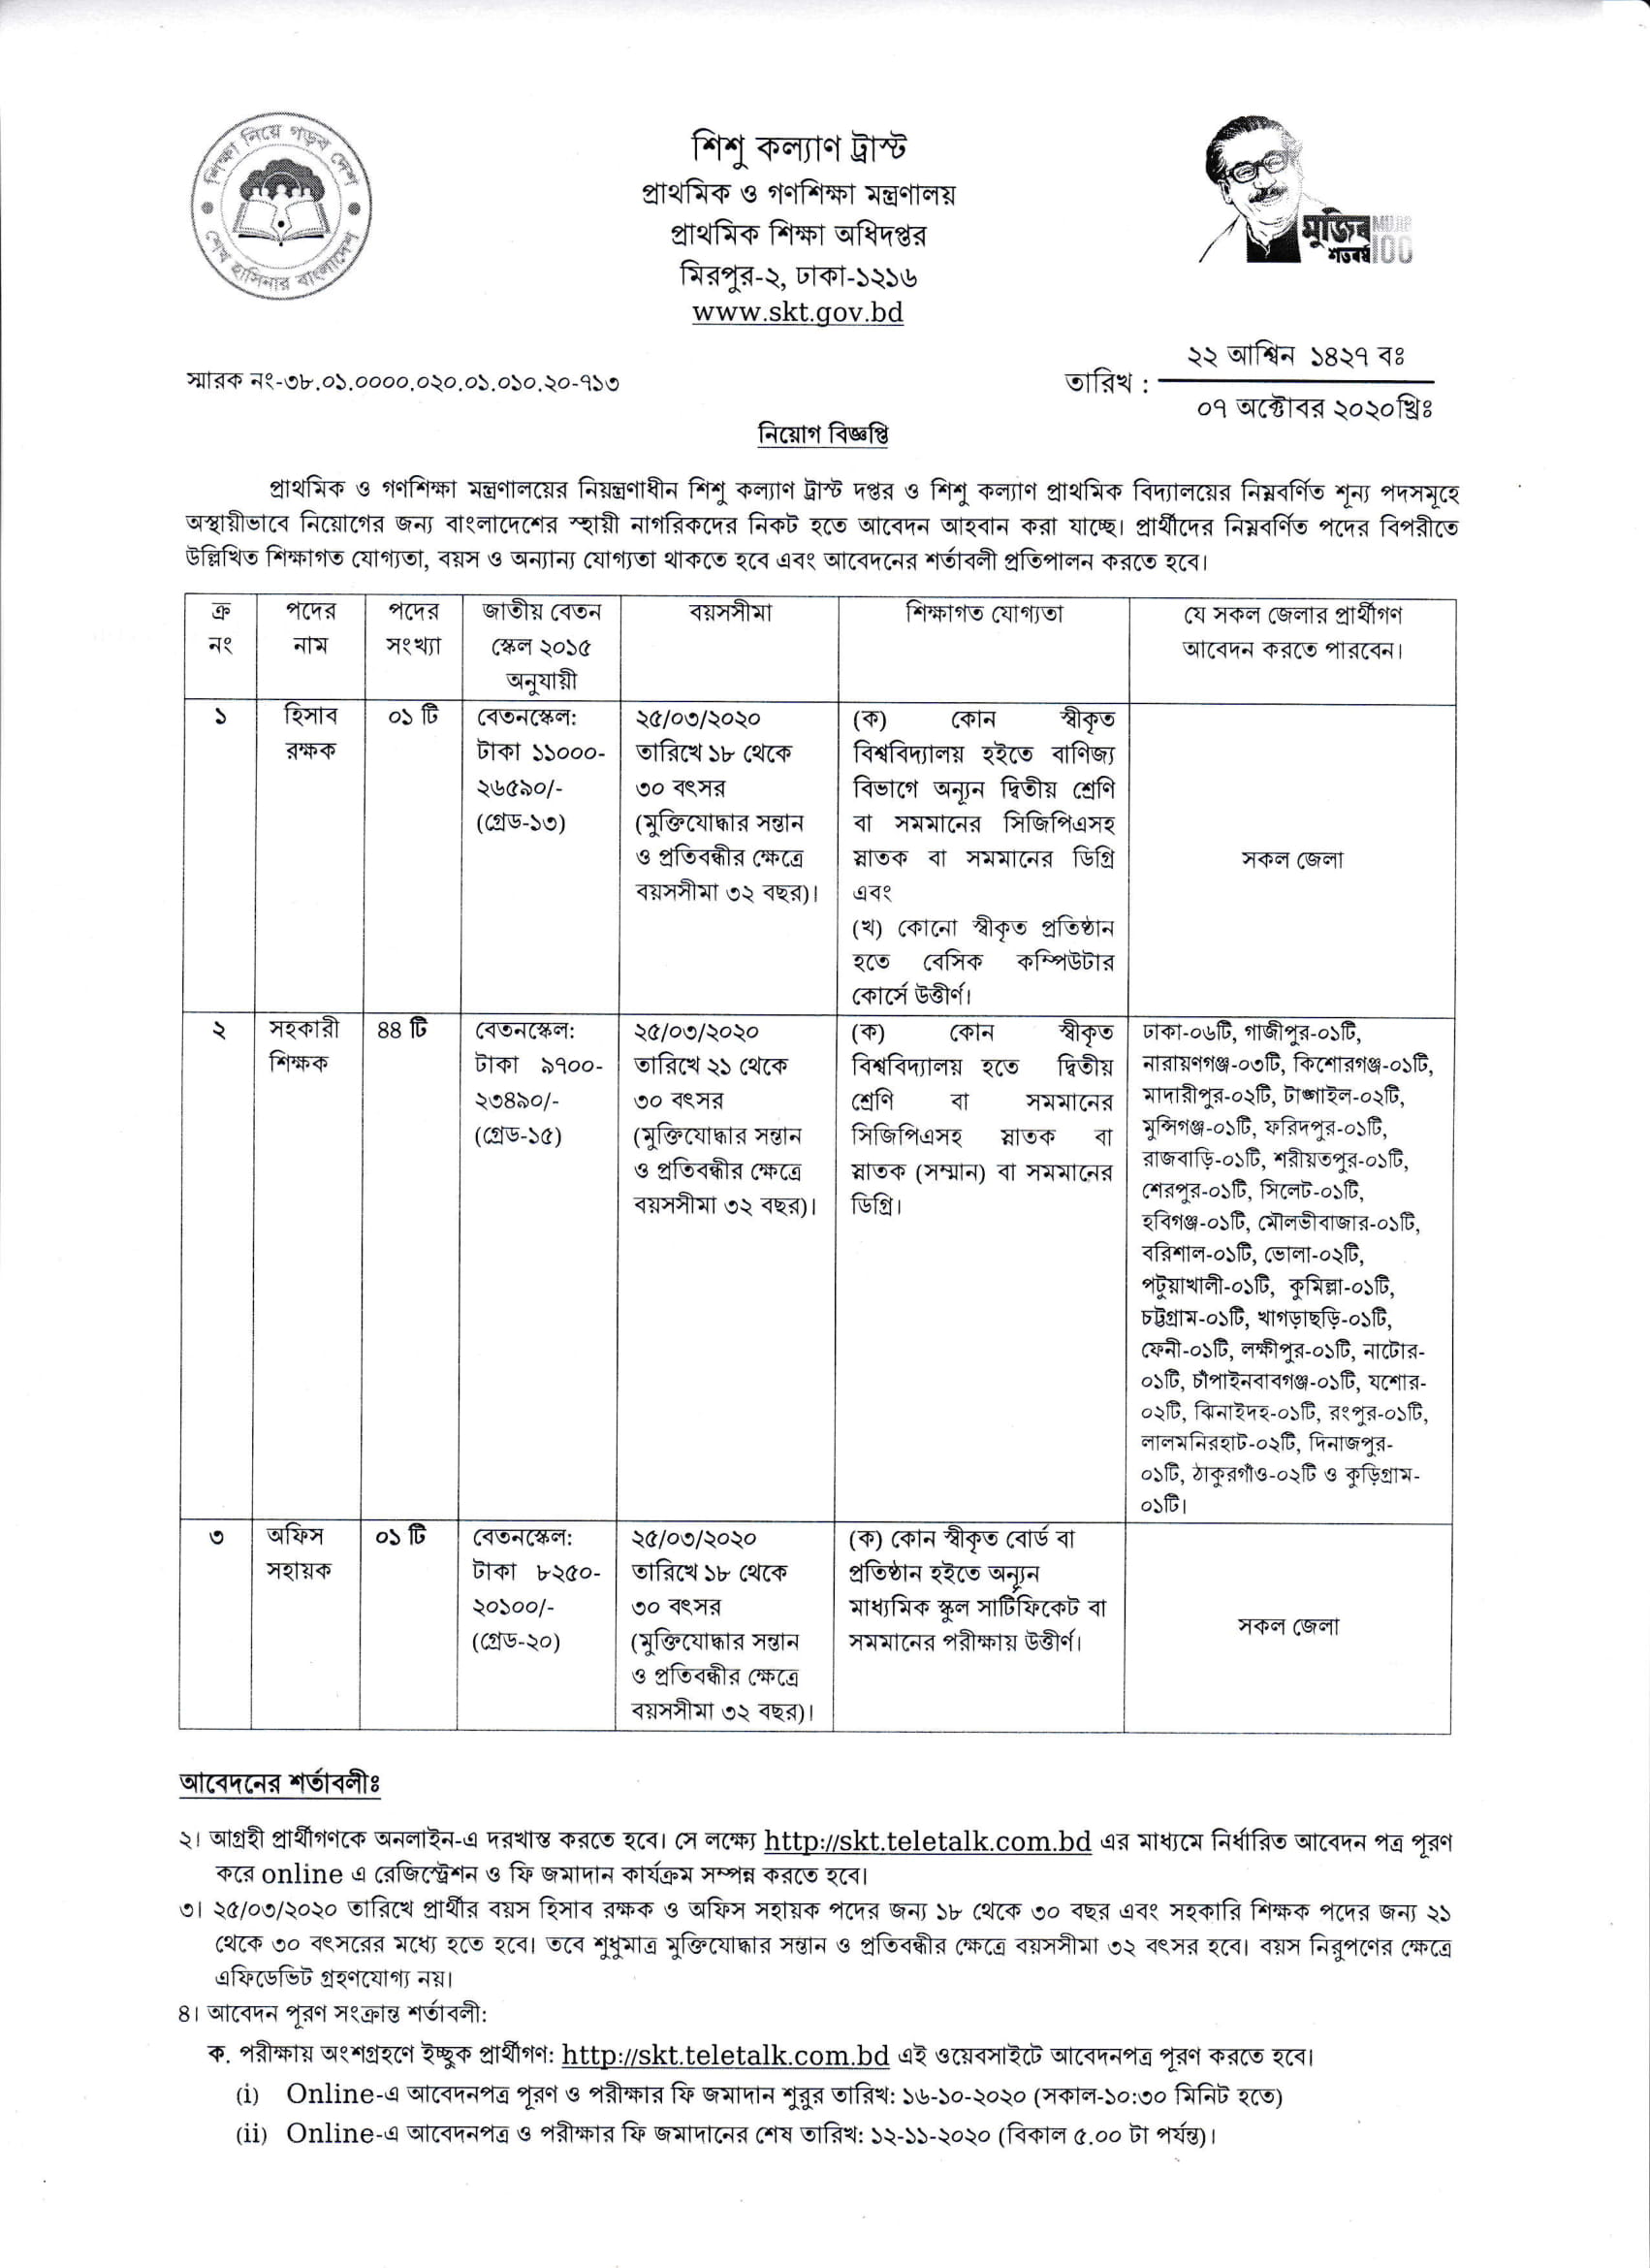 শিক্ষা নিয়ে গড়ব দেশ
শেখ হাসিনার বাংলাদেশ
শিশু কল্যাণ ট্রাস্ট
প্রাথমিক ও গণশিক্ষা মন্ত্রণালয়
প্রাথমিক শিক্ষা অধিদপ্তর
মিরপুর-২, ঢাকা-১২১৬
www.skt.gov.bd
মুজিব MUJIB
শতবর্ষ 100
স্মারক নং-৩৮.০১.০০০০.০২০.০১.০১০.২০-৭১৩
২২ আশ্বিন ১৪২৭ বঃ
তারিখ :
০৭ অক্টোবর ২০২০খ্রিঃ
নিয়োগ বিজ্ঞপ্তি
প্রাথমিক ও গণশিক্ষা মন্ত্রণালয়ের নিয়ন্ত্রণাধীন শিশু কল্যাণ ট্রাস্ট দপ্তর ও শিশু কল্যাণ প্রাথমিক বিদ্যালয়ের নিম্নবর্ণিত শূন্য পদসমূহে
অস্থায়ীভাবে নিয়োগের জন্য বাংলাদেশের স্থায়ী নাগরিকদের নিকট হতে আবেদন আহবান করা যাচ্ছে। প্রার্থীদের নিম্নবর্ণিত পদের বিপরীতে
উল্লিখিত শিক্ষাগত যোগ্যতা, বয়স ও অন্যান্য যোগ্যতা থাকতে হবে এবং আবেদনের শর্তাবলী প্রতিপালন করতে হবে।
ক্র
নং
পদের
নাম
পদের
সংখ্যা
জাতীয় বেতন
স্কেল ২০১৫
অনুযায়ী
বয়সসীমা
শিক্ষাগত যোগ্যতা
যে সকল জেলার প্রার্থীগণ
আবেদন করতে পারবেন।
১
হিসাব
রক্ষক
০১ টি
বেতনস্কেল:
টাকা ১১০০০-
২৬৫৯০/-
(গ্রেড-১৩)
২৫/০৩/২০২০
তারিখে ১৮ থেকে
৩০ বৎসর
(মুক্তিযোদ্ধার সন্তান
ও প্রতিবন্ধীর ক্ষেত্রে
বয়সসীমা ৩২ বছর)।
(ক) কোন স্বীকৃত
বিশ্ববিদ্যালয় হইতে বাণিজ্য
বিভাগে অন্যূন দ্বিতীয় শ্রেণি
বা সমমানের সিজিপিএসহ
স্নাতক বা সমমানের ডিগ্রি
এবং
(খ) কোনো স্বীকৃত প্রতিষ্ঠান
হতে বেসিক কম্পিউটার
কোর্সে উত্তীর্ণ।
সকল জেলা
২
সহকারী
শিক্ষক
৪৪ টি
বেতনস্কেল:
টাকা ৯৭০০-
২৩৪৯০/-
(গ্রেড-১৫)
২৫/০৩/২০২০
তারিখে ২১ থেকে
৩০ বৎসর
(মুক্তিযোদ্ধার সন্তান
ও প্রতিবন্ধীর ক্ষেত্রে
বয়সসীমা ৩২ বছর)।
(ক) কোন স্বীকৃত
বিশ্ববিদ্যালয় হতে দ্বিতীয়
শ্রেণি বা সমমানের
সিজিপিএসহ স্নাতক বা
স্নাতক (সম্মান) বা সমমানের
ডিগ্রি।
ঢাকা-০৬টি, গাজীপুর-০১টি,
নারায়ণগঞ্জ-০৩টি, কিশোরগঞ্জ-০১টি,
মাদারীপুর-০২টি, টাঙ্গাইল-০২টি,
মুন্সিগঞ্জ-০১টি, ফরিদপুর-০১টি,
রাজবাড়ি-০১টি, শরীয়তপুর-০১টি,
শেরপুর-০১টি, সিলেট-০১টি,
হবিগঞ্জ-০১টি, মৌলভীবাজার-০১টি,
বরিশাল-০১টি, ভোলা-০২টি,
পটুয়াখালী-০১টি, কুমিল্লা-০১টি,
চট্টগ্রাম-০১টি, খাগড়াছড়ি-০১টি,
ফেনী-০১টি, লক্ষীপুর-০১টি, নাটোর-
০১টি, চাঁপাইনবাবগঞ্জ-০১টি, যশোর-
০২টি, ঝিনাইদহ-০১টি, রংপুর-০১টি,
লালমনিরহাট-০২টি, দিনাজপুর-
০১টি, ঠাকুরগাঁও-০২টি ও কুড়িগ্রাম-
০১টি।
৩
অফিস
সহায়ক
০১ টি
বেতনস্কেল:
টাকা ৮২৫০-
২০১০০/-
(গ্রেড-২০)
২৫/০৩/২০২০
তারিখে ১৮ থেকে
৩০ বৎসর
(মুক্তিযোদ্ধার সন্তান
ও প্রতিবন্ধীর ক্ষেত্রে
বয়সসীমা ৩২ বছর)।
(ক) কোন স্বীকৃত বোর্ড বা
প্রতিষ্ঠান হইতে অন্যূন
মাধ্যমিক স্কুল সার্টিফিকেট বা
সমমানের পরীক্ষায় উত্তীর্ণ।
সকল জেলা
আবেদনের শর্তাবলীঃ
২। আগ্রহী প্রার্থীগণকে অনলাইন-এ দরখাস্ত করতে হবে। সে লক্ষ্যে http://skt.teletalk.com.bd এর মাধ্যমে নির্ধারিত আবেদন পত্র পূরণ
করে online এ রেজিস্ট্রেশন ও ফি জমাদান কার্যক্রম সম্পন্ন করতে হবে।
৩। ২৫/০৩/২০২০ তারিখে প্রার্থীর বয়স হিসাব রক্ষক ও অফিস সহায়ক পদের জন্য ১৮ থেকে ৩০ বছর এবং সহকারি শিক্ষক পদের জন্য ২১
থেকে ৩০ বৎসরের মধ্যে হতে হবে। তবে শুধুমাত্র মুক্তিযোদ্ধার সন্তান ও প্রতিবন্ধীর ক্ষেত্রে বয়সসীমা ৩২ বৎসর হবে। বয়স নিরুপণের ক্ষেত্রে
এফিডেভিট গ্রহণযোগ্য নয়।
৪। আবেদন পূরণ সংক্রান্ত শর্তাবলী:
ক. পরীক্ষায় অংশগ্রহণে ইচ্ছুক প্রার্থীগণ: http://skt.teletalk.com.bd এই ওয়েবসাইটে আবেদনপত্র পূরণ করতে হবে।
(i) Online-এ আবেদনপত্র পূরণ ও পরীক্ষার ফি জমাদান শুরুর তারিখ: ১৬-১০-২০২০ (সকাল-১০:৩০ মিনিট হতে)
(ii) Online-এ আবেদনপত্র ও পরীক্ষার ফি জমাদানের শেষ তারিখ: ১২-১১-২০২০ (বিকাল ৫.০০ টা পর্যন্ত)।